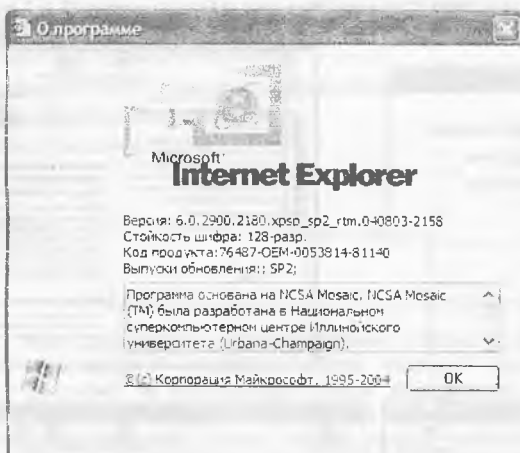 О программе
Microsoft
Internet Explorer
Версия: 6.0.2900.2180.xpsp_sp2_rtm.040803-2158
Стойкость шифра: 128-разр.
Код продукта:76487-OEM-0053814-81140
Выпуски обновления:; SP2;
Программа основана на NCSA Mosaic. NCSA Mosaic
(TM) была разработана в Национальном
суперкомпьютерном центре Иллинойского
университета (Urbana-Champaign).
©(c) Корпорация Майкрософт, 1995-2004
OK